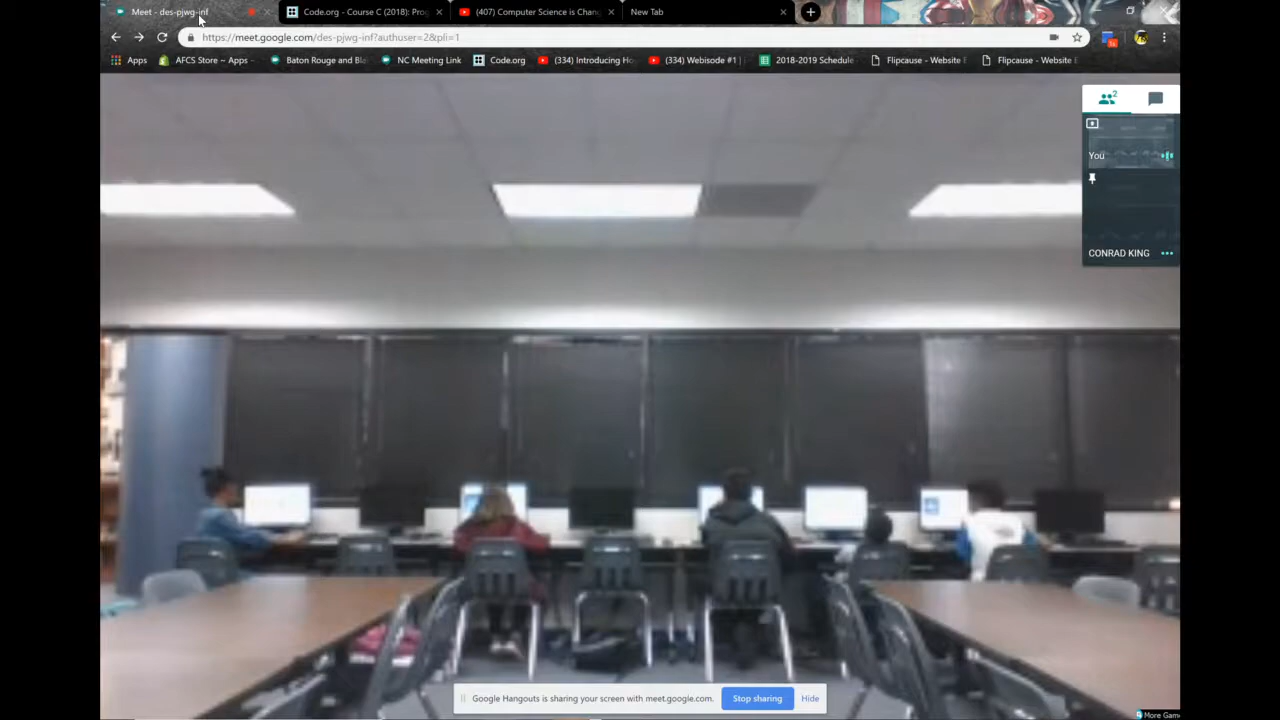 Meet - des-pjwg-inf
Code.org - Course C (2018): Prog
(407) Computer Science is Chan
New Tab
https://meet.google.com/des-pjwg-inf?authuser=2&pli=1
Apps
AFCS Store ~ Apps
Baton Rouge and Bla
NC Meeting Link
Code.org
(334) Introducing Ho
(334) Webisode #1 |
2018-2019 Schedule
Flipcause - Website E
Flipcause - Website E
2
You
CONRAD KING
Google Hangouts is sharing your screen with meet.google.com.
Stop sharing
Hide
More Gam